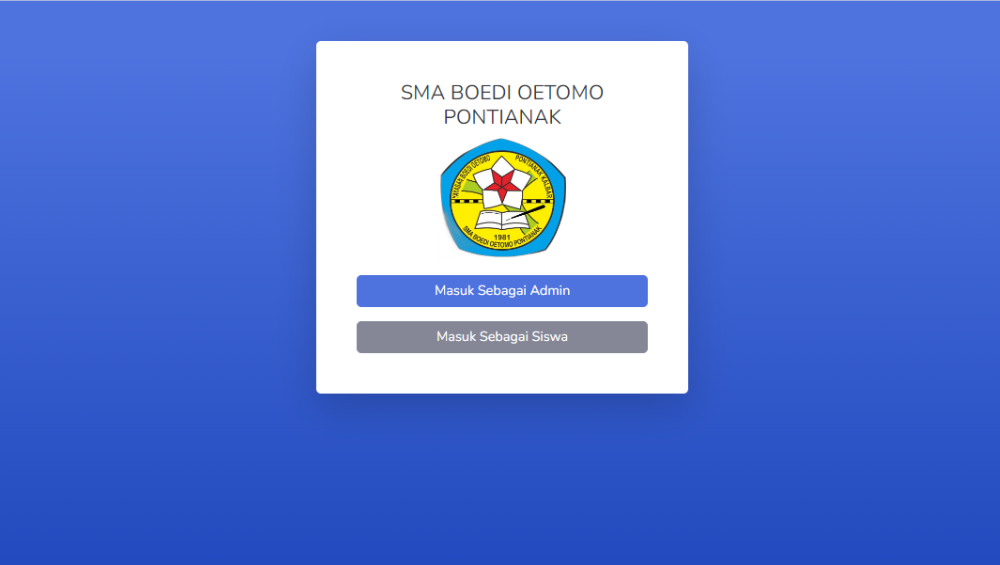 SMA BOEDI OETOMO
PONTIANAK
YAYASAN BOEDI OETOMO
PONTIANAK KALBAR
1981
SMA BOEDI OETOMO PONTIANAK
Masuk Sebagai Admin
Masuk Sebagai Siswa